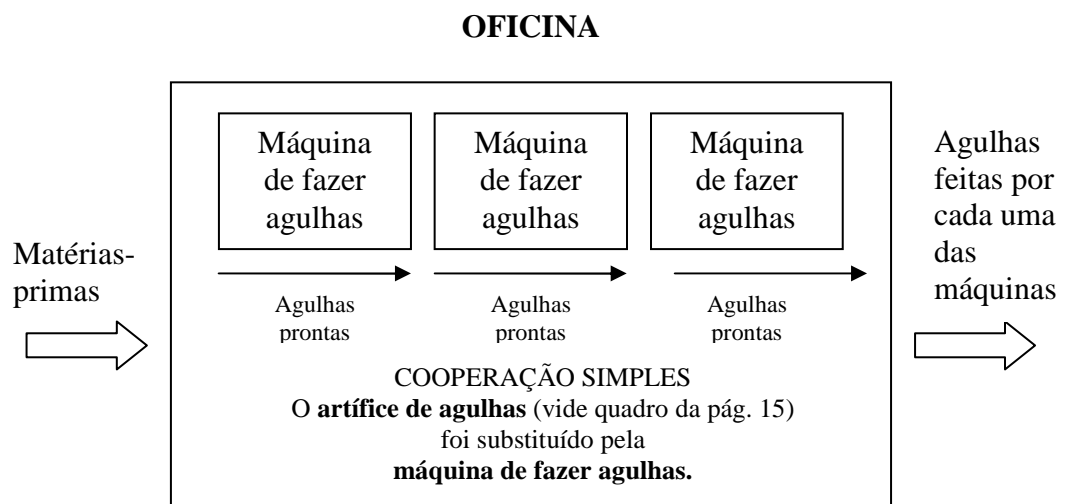 OFICINA
Máquina
de fazer
agulhas
Máquina
de fazer
agulhas
Máquina
de fazer
agulhas
Matérias-
primas
Agulhas
prontas
Agulhas
prontas
Agulhas
prontas
Agulhas
feitas por
cada uma
das
máquinas
COOPERAÇÃO SIMPLES
O artífice de agulhas (vide quadro da pág. 15)
foi substituído pela
máquina de fazer agulhas.